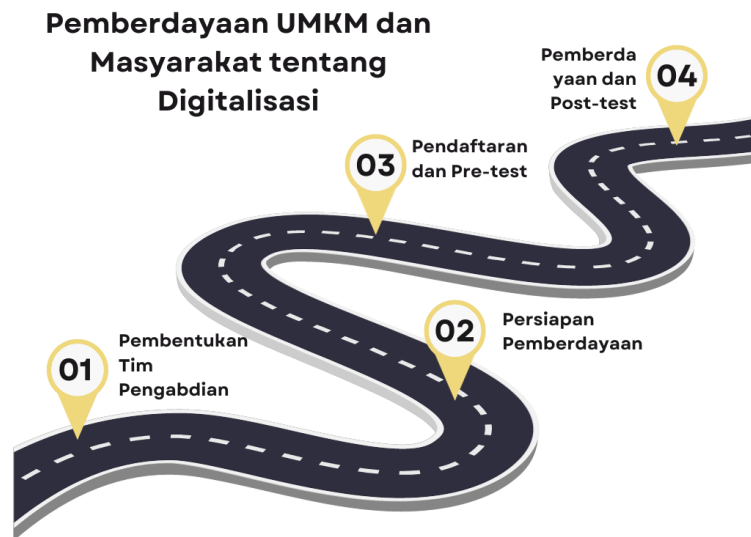 Pemberdayaan UMKM dan
Masyarakat tentang
Digitalisasi
01
Pembentukan
Tim
Pengabdian
02
Persiapan
Pemberdayaan
03
Pendaftaran
dan Pre-test
04
Pemberda
yaan dan
Post-test